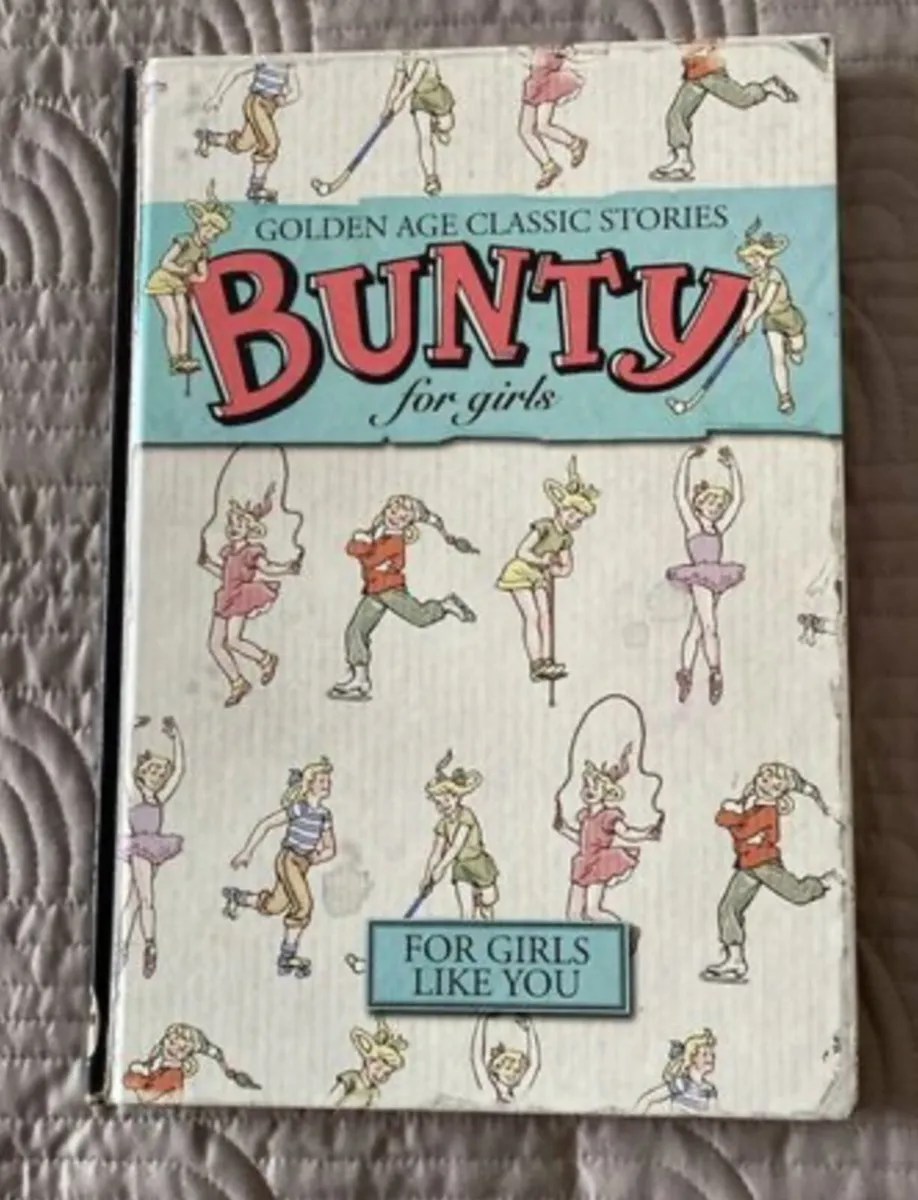 GOLDEN AGE CLASSIC STORIES
BUNTY
for girls
FOR GIRLS
LIKE YOU